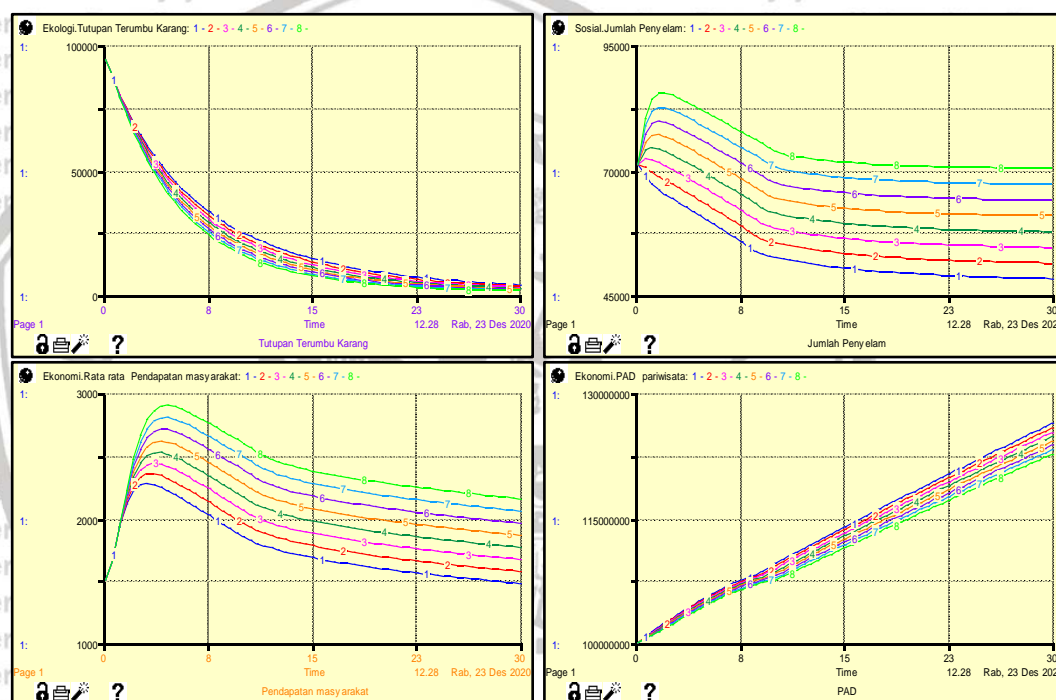 Ekologi.Tutupan Terumbu Karang: 1 - 2 - 3 - 4 - 5 - 6 - 7 - 8 -
1: 100000
1: 50000
1: 0
0 8 15 23 30
Page 1 Time 12.28 Rab, 23 Des 2020
? Tutupan Terumbu Karang
Sosial.Jumlah Penyelam: 1 - 2 - 3 - 4 - 5 - 6 - 7 - 8 -
1: 95000
1: 70000
1: 45000
0 8 15 23 30
Page 1 Time 12.28 Rab, 23 Des 202
? Jumlah Penyelam
Ekonomi.Rata rata Pendapatan masyarakat: 1 - 2 - 3 - 4 - 5 - 6 - 7 - 8 -
1: 3000
1: 2000
1: 1000
0 8 15 23 30
Page 1 Time 12.28 Rab, 23 Des 2020
? Pendapatan masyarakat
Ekonomi.PAD pariwisata: 1 - 2 - 3 - 4 - 5 - 6 - 7 - 8 -
1: 130000000
1: 115000000
1: 100000000
0 8 15 23 30
Page 1 Time 12.28 Rab, 23 Des 2020
? PAD